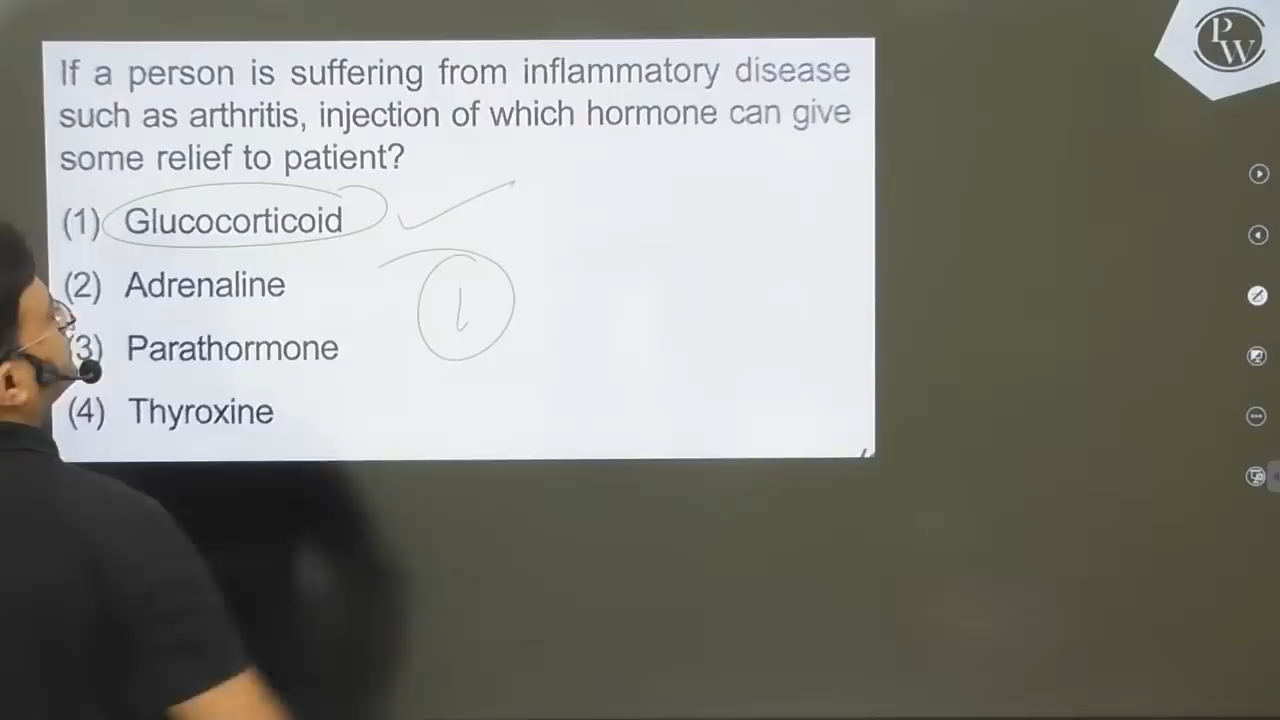 PW
If a person is suffering from inflammatory disease
such as arthritis, injection of which hormone can give
some relief to patient?
(1) Glucocorticoid
(2) Adrenaline
1
(3) Parathormone
(4) Thyroxine